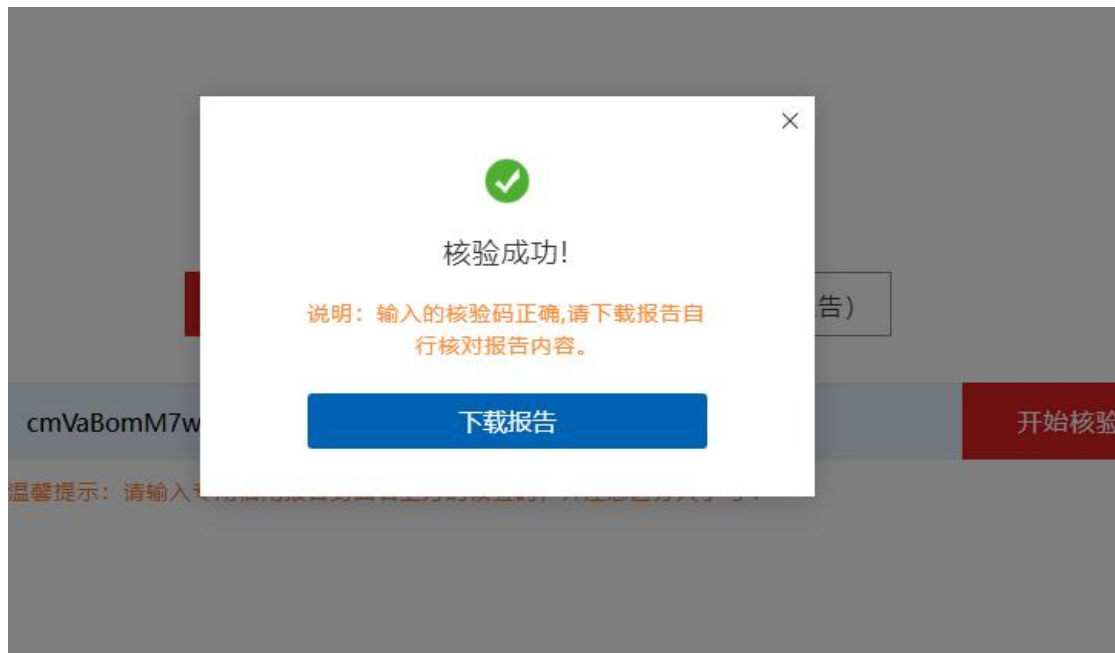 核验成功!
说明：输入的核验码正确,请下载报告自
行核对报告内容。
告）
下载报告
cmVaBomM7w
开始核验
温馨提示：请输入